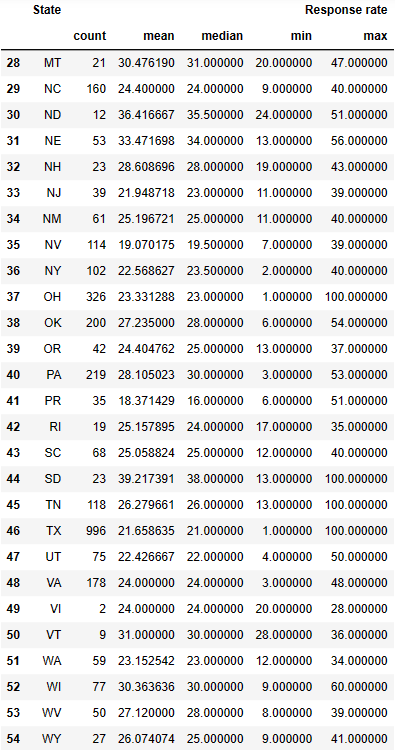 State Response rate
count mean median min max
28 MT 21 30.476190 31.000000 20.000000 47.000000
29 NC 160 24.400000 24.000000 9.000000 40.000000
30 ND 12 36.416667 35.500000 24.000000 51.000000
31 NE 53 33.471698 34.000000 13.000000 56.000000
32 NH 23 28.608696 28.000000 19.000000 43.000000
33 NJ 39 21.948718 23.000000 11.000000 39.000000
34 NM 61 25.196721 25.000000 11.000000 40.000000
35 NV 114 19.070175 19.500000 7.000000 39.000000
36 NY 102 22.568627 23.500000 2.000000 40.000000
37 OH 326 23.331288 23.000000 1.000000 100.000000
38 OK 200 27.235000 28.000000 6.000000 54.000000
39 OR 42 24.404762 25.000000 13.000000 37.000000
40 PA 219 28.105023 30.000000 3.000000 53.000000
41 PR 35 18.371429 16.000000 6.000000 51.000000
42 RI 19 25.157895 24.000000 17.000000 35.000000
43 SC 68 25.058824 25.000000 12.000000 40.000000
44 SD 23 39.217391 38.000000 13.000000 100.000000
45 TN 118 26.279661 26.000000 13.000000 100.000000
46 TX 996 21.658635 21.000000 1.000000 100.000000
47 UT 75 22.426667 22.000000 4.000000 50.000000
48 VA 178 24.000000 24.000000 3.000000 48.000000
49 VI 2 24.000000 24.000000 20.000000 28.000000
50 VT 9 31.000000 30.000000 28.000000 36.000000
51 WA 59 23.152542 23.000000 12.000000 34.000000
52 WI 77 30.363636 30.000000 9.000000 60.000000
53 WV 50 27.120000 28.000000 8.000000 39.000000
54 WY 27 26.074074 25.000000 9.000000 41.000000